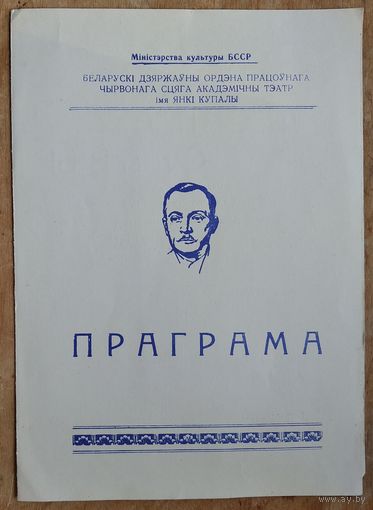 Міністэрства культуры БССР
БЕЛАРУСКІ ДЗЯРЖАЎНЫ ОРДЭНА ПРАЦОЎНАГА
ЧЫРВОНАГА СЦЯГА АКАДЭМІЧНЫ ТЭАТР
імя ЯНКІ КУПАЛЫ
ПРАГРАМА
www.ay.by